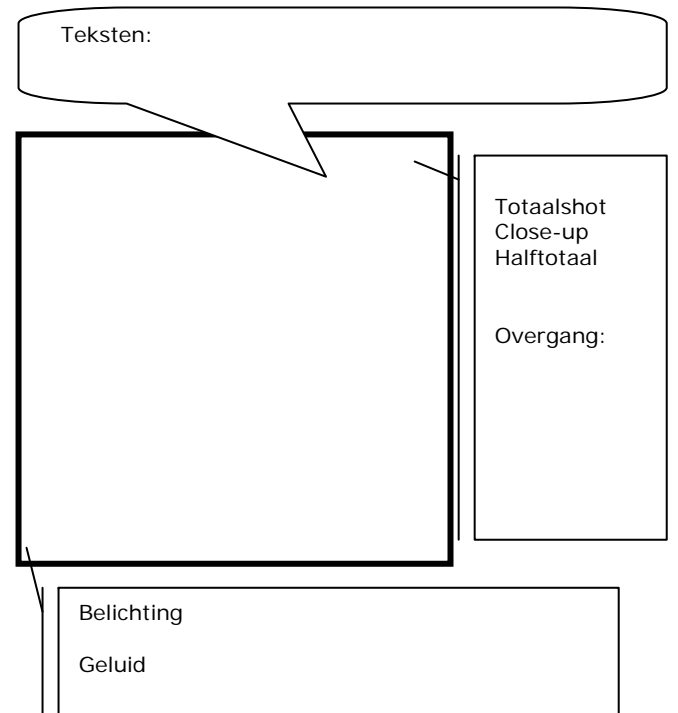 Teksten:
Totaalshot
Close-up
Halftotaal
Overgang:
Belichting
Geluid